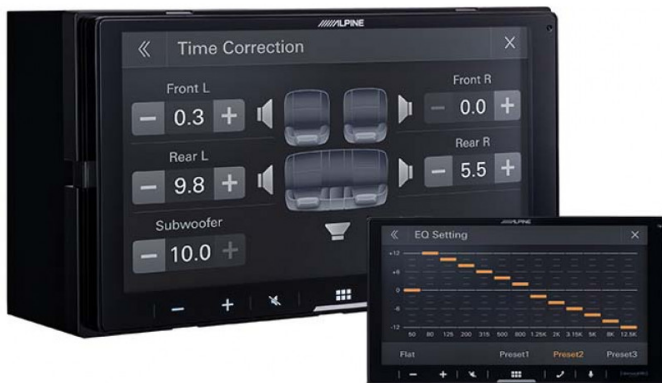 ALPINE
Time Correction
Front L
Front R
− 0.3 +
− 0.0 +
Rear L
Rear R
− 9.8 +
− 5.5 +
Subwoofer
− 10.0 +
ALPINE
EQ Setting
+12
+6
0
-6
-12
50 80 125 200 315 500 800 1.25K 2K 3.15K 5K 8K 12.5K
Flat Preset1 Preset2 Preset3